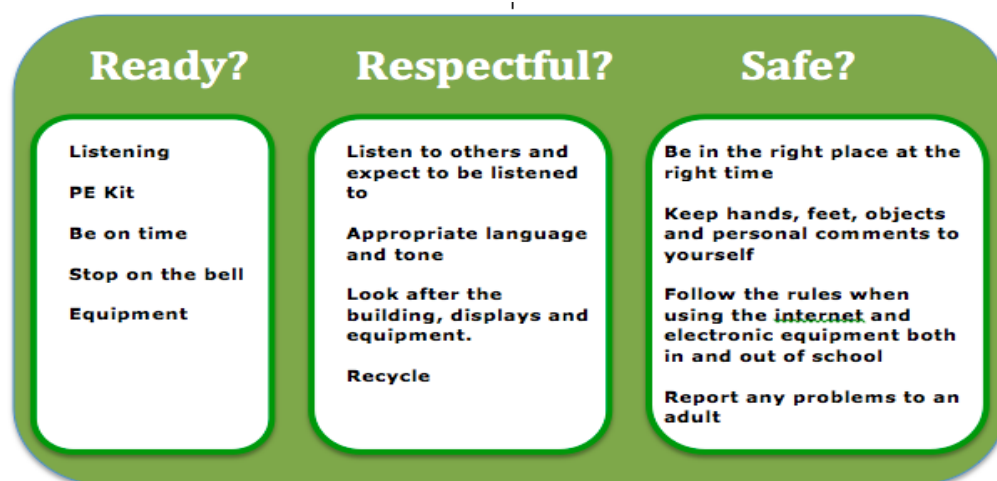 Ready?
Listening
PE Kit
Be on time
Stop on the bell
Equipment
Respectful?
Listen to others and
expect to be listened
to
Appropriate language
and tone
Look after the
building, displays and
equipment.
Recycle
Safe?
Be in the right place at the
right time
Keep hands, feet, objects
and personal comments to
yourself
Follow the rules when
using the internet and
electronic equipment both
in and out of school
Report any problems to an
adult